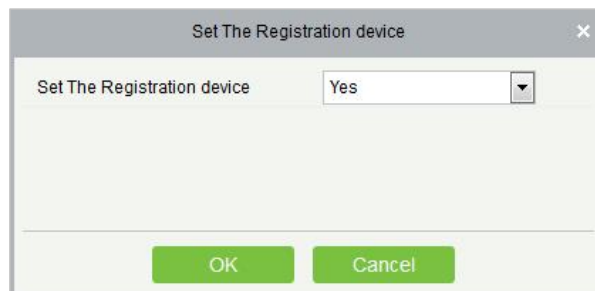 Set The Registration device
Set The Registration device Yes
OK Cancel